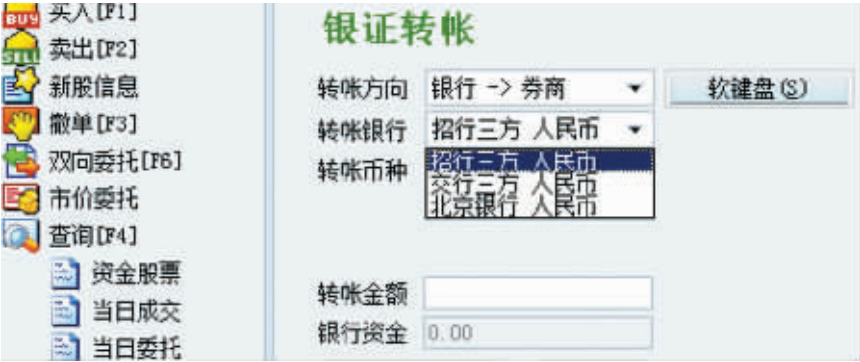 买入[F1]
卖出[F2]
新股信息
撤单[F3]
双向委托[F6]
市价委托
查询[F4]
资金股票
当日成交
当日委托
银证转帐
转帐方向 银行 -> 券商 软键盘(S)
转帐银行 招行三方 人民币
转帐币种 招行三方 人民币
交行三方 人民币
北京银行 人民币
转帐金额
银行资金 0.00